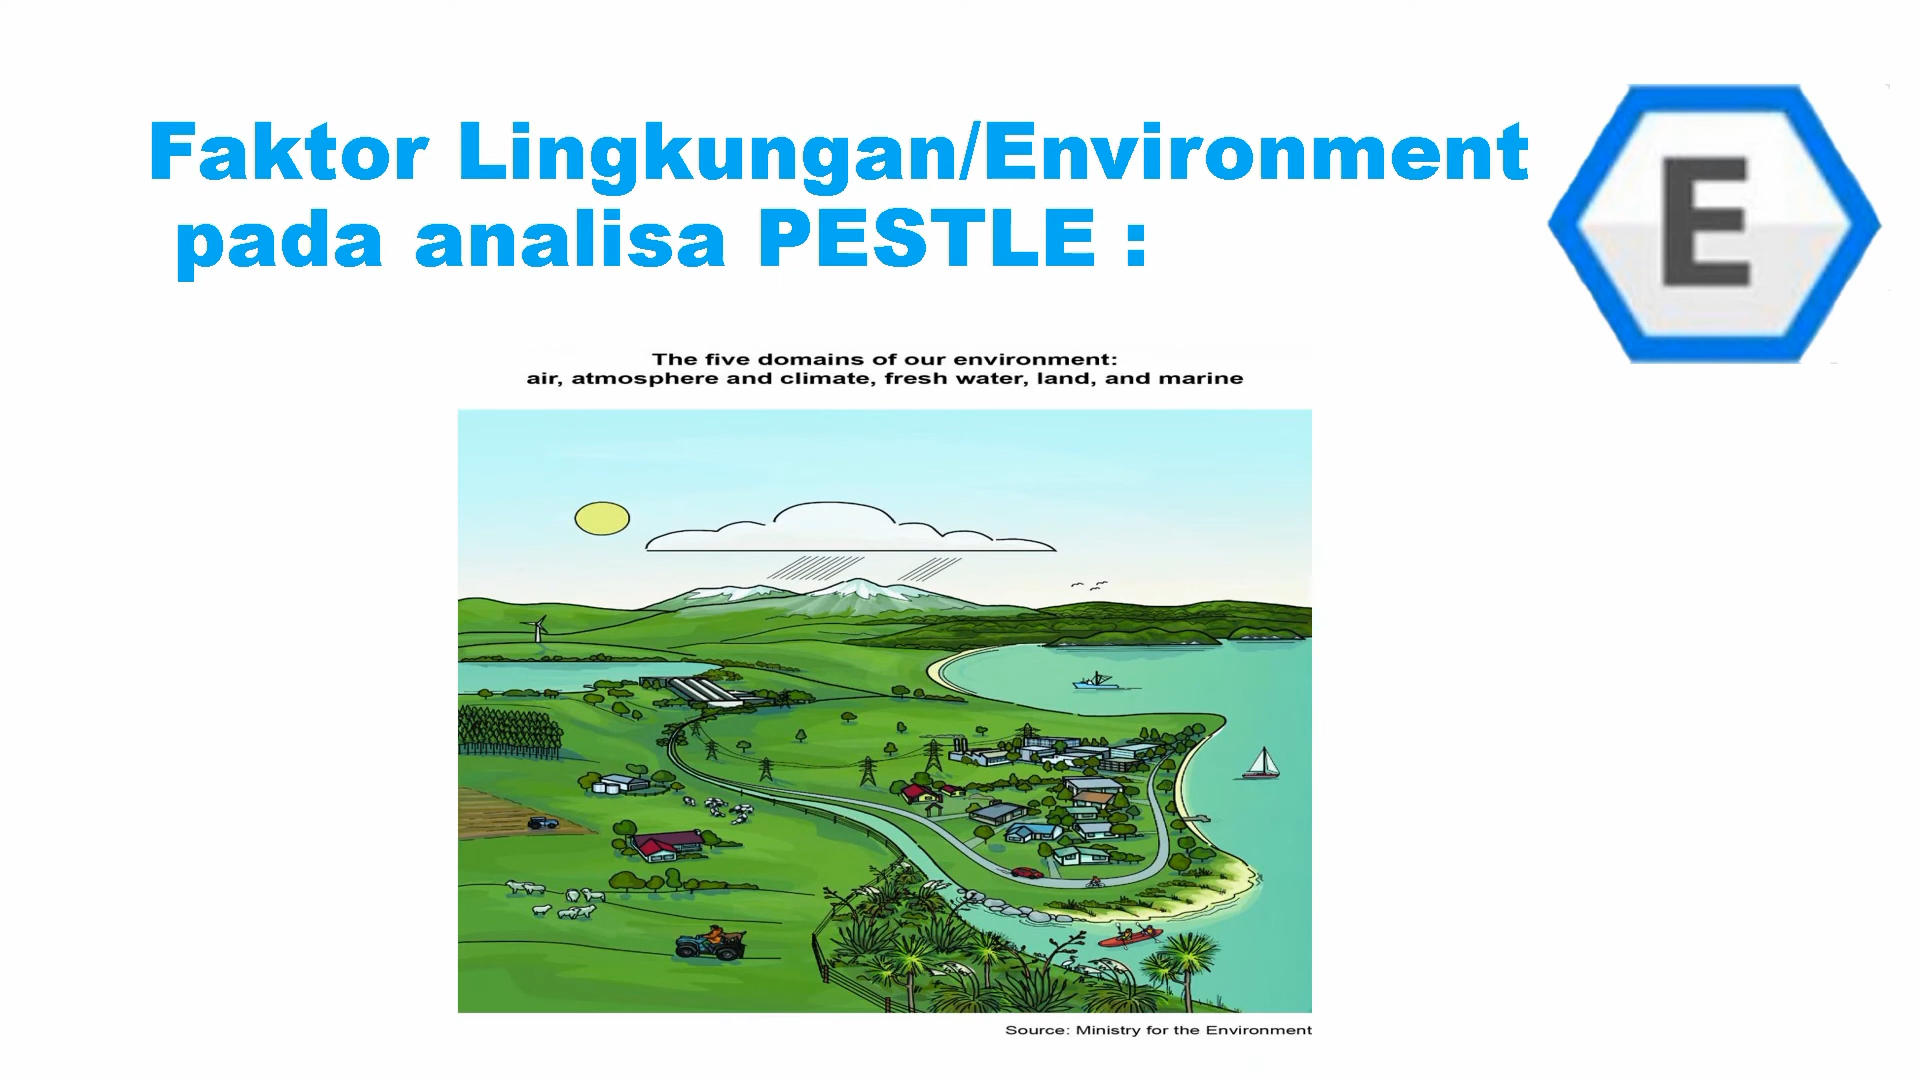 Faktor Lingkungan/Environment
pada analisa PESTLE :
E
The five domains of our environment:
air, atmosphere and climate, fresh water, land, and marine
Source: Ministry for the Environment